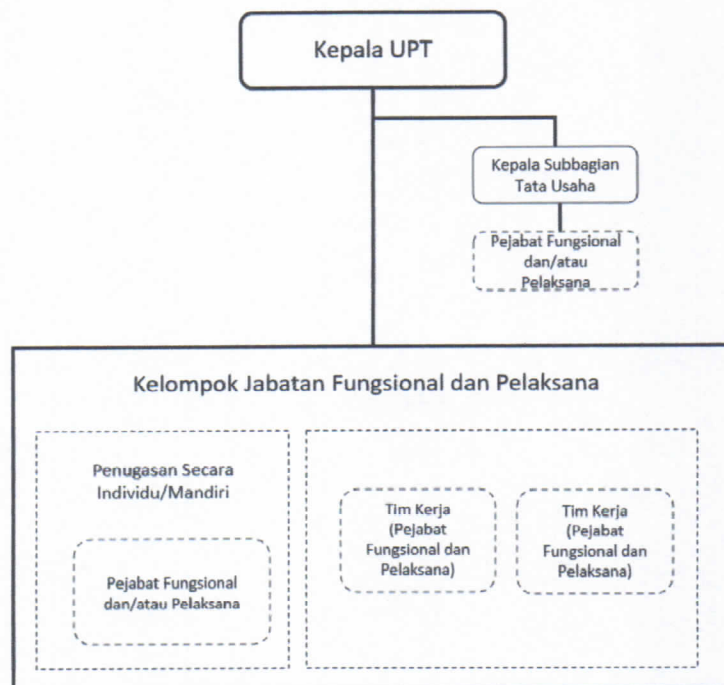 Kepala UPT
Kepala Subbagian
Tata Usaha
Pejabat Fungsional
dan/atau
Pelaksana
Kelompok Jabatan Fungsional dan Pelaksana
Penugasan Secara
Individu/Mandiri
Pejabat Fungsional
dan/atau Pelaksana
Tim Kerja
(Pejabat
Fungsional dan
Pelaksana)
Tim Kerja
(Pejabat
Fungsional dan
Pelaksana)